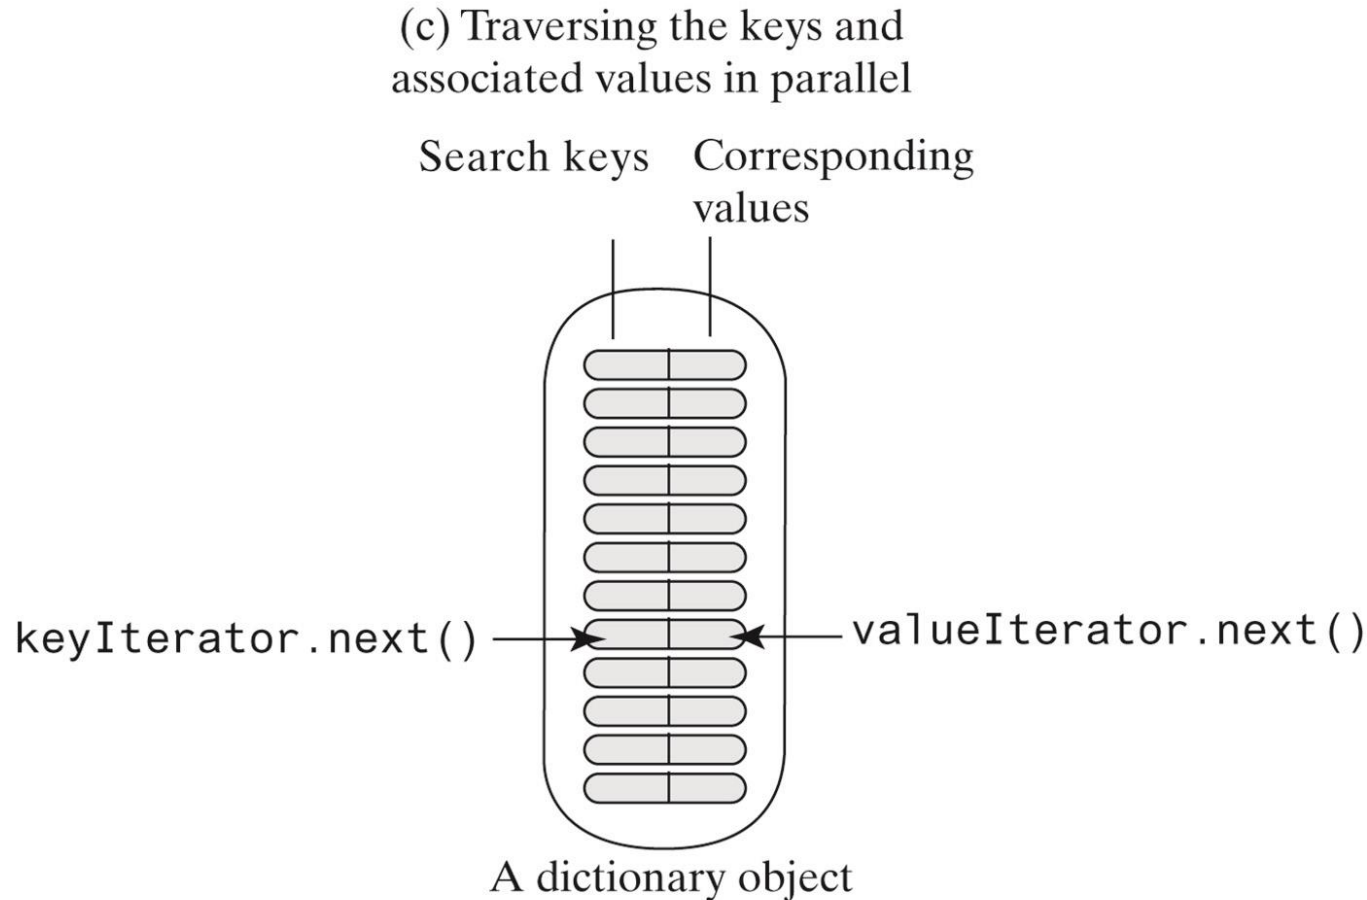 (c) Traversing the keys and
associated values in parallel
Search keys
Corresponding
values
keyIterator.next()
valueIterator.next()
A dictionary object